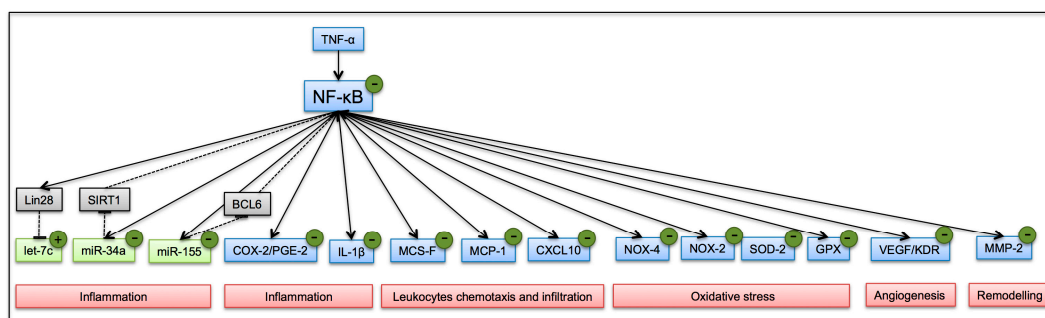 TNF-α
NF-κB
−
Lin28
SIRT1
BCL6
let-7c
+
miR-34a
−
miR-155
−
COX-2/PGE-2
−
IL-1β
−
MCS-F
−
MCP-1
−
CXCL10
−
NOX-4
−
NOX-2
−
SOD-2
−
GPX
−
VEGF/KDR
−
MMP-2
−
Inflammation
Inflammation
Leukocytes chemotaxis and infiltration
Oxidative stress
Angiogenesis
Remodelling